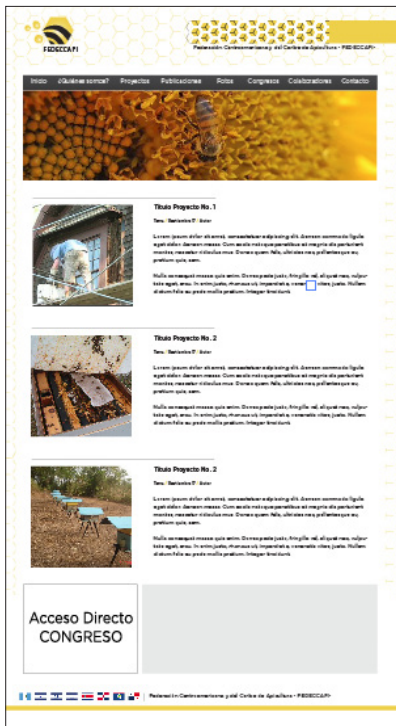 FEDECCAPI
Federación Centroamericana y del Caribe de Apicultura - FEDECCAPI-
Inicio ¿Quiénes somos? Proyectos Publicaciones Fotos Congresos Colaboradores Contacto
Título Proyecto No. 1
Lorem ipsum dolor sit amet, consectetuer adipiscing elit. Aenean commodo ligula
eget dolor. Aenean massa. Cum sociis natoque penatibus et magnis dis parturient
montes, nascetur ridiculus mus. Donec quam felis, ultricies nec, pellentesque eu,
pretium quis, sem.
Nulla consequat massa quis enim. Donec pede justo, fringilla vel, aliquet nec, vulpu-
tate eget, arcu. In enim justo, rhoncus ut, imperdiet a, vitae, justo. Nullam
dictum felis eu pede mollis pretium. Integer tincidunt.
Título Proyecto No. 2
Lorem ipsum dolor sit amet, consectetuer adipiscing elit. Aenean commodo ligula
eget dolor. Aenean massa. Cum sociis natoque penatibus et magnis dis parturient
montes, nascetur ridiculus mus. Donec quam felis, ultricies nec, pellentesque eu,
pretium quis, sem.
Nulla consequat massa quis enim. Donec pede justo, fringilla vel, aliquet nec, vulpu-
tate eget, arcu. In enim justo, rhoncus ut, imperdiet a, venenatis vitae, justo. Nullam
dictum felis eu pede mollis pretium. Integer tincidunt.
Título Proyecto No. 2
Lorem ipsum dolor sit amet, consectetuer adipiscing elit. Aenean commodo ligula
eget dolor. Aenean massa. Cum sociis natoque penatibus et magnis dis parturient
montes, nascetur ridiculus mus. Donec quam felis, ultricies nec, pellentesque eu,
pretium quis, sem.
Nulla consequat massa quis enim. Donec pede justo, fringilla vel, aliquet nec, vulpu-
tate eget, arcu. In enim justo, rhoncus ut, imperdiet a, venenatis vitae, justo. Nullam
dictum felis eu pede mollis pretium. Integer tincidunt.
Acceso Directo
CONGRESO
Federación Centroamericana y del Caribe de Apicultura - FEDECCAPI-